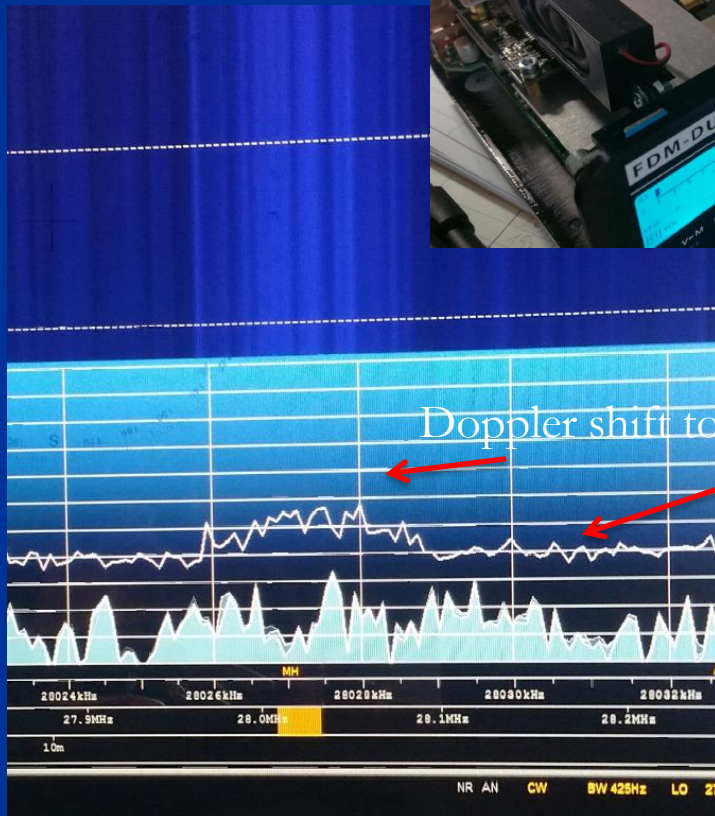 FDM-DU
V-M
Doppler shift to
S
MH
28024kHz 28026kHz 28028kHz 28030kHz 28032kHz
27.9MHz 28.0MHz 28.1MHz 28.2MHz
10m
NR AN CW BW 425Hz LO 27